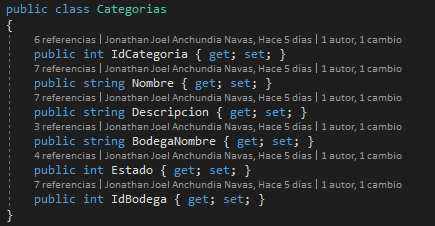 public class Categorias
{
6 referencias | Jonathan Joel Anchundia Navas, Hace 5 días | 1 autor, 1 cambio
public int IdCategoria { get; set; }
7 referencias | Jonathan Joel Anchundia Navas, Hace 5 días | 1 autor, 1 cambio
public string Nombre { get; set; }
7 referencias | Jonathan Joel Anchundia Navas, Hace 5 días | 1 autor, 1 cambio
public string Descripcion { get; set; }
3 referencias | Jonathan Joel Anchundia Navas, Hace 5 días | 1 autor, 1 cambio
public string BodegaNombre { get; set; }
4 referencias | Jonathan Joel Anchundia Navas, Hace 5 días | 1 autor, 1 cambio
public int Estado { get; set; }
7 referencias | Jonathan Joel Anchundia Navas, Hace 5 días | 1 autor, 1 cambio
public int IdBodega { get; set; }
}